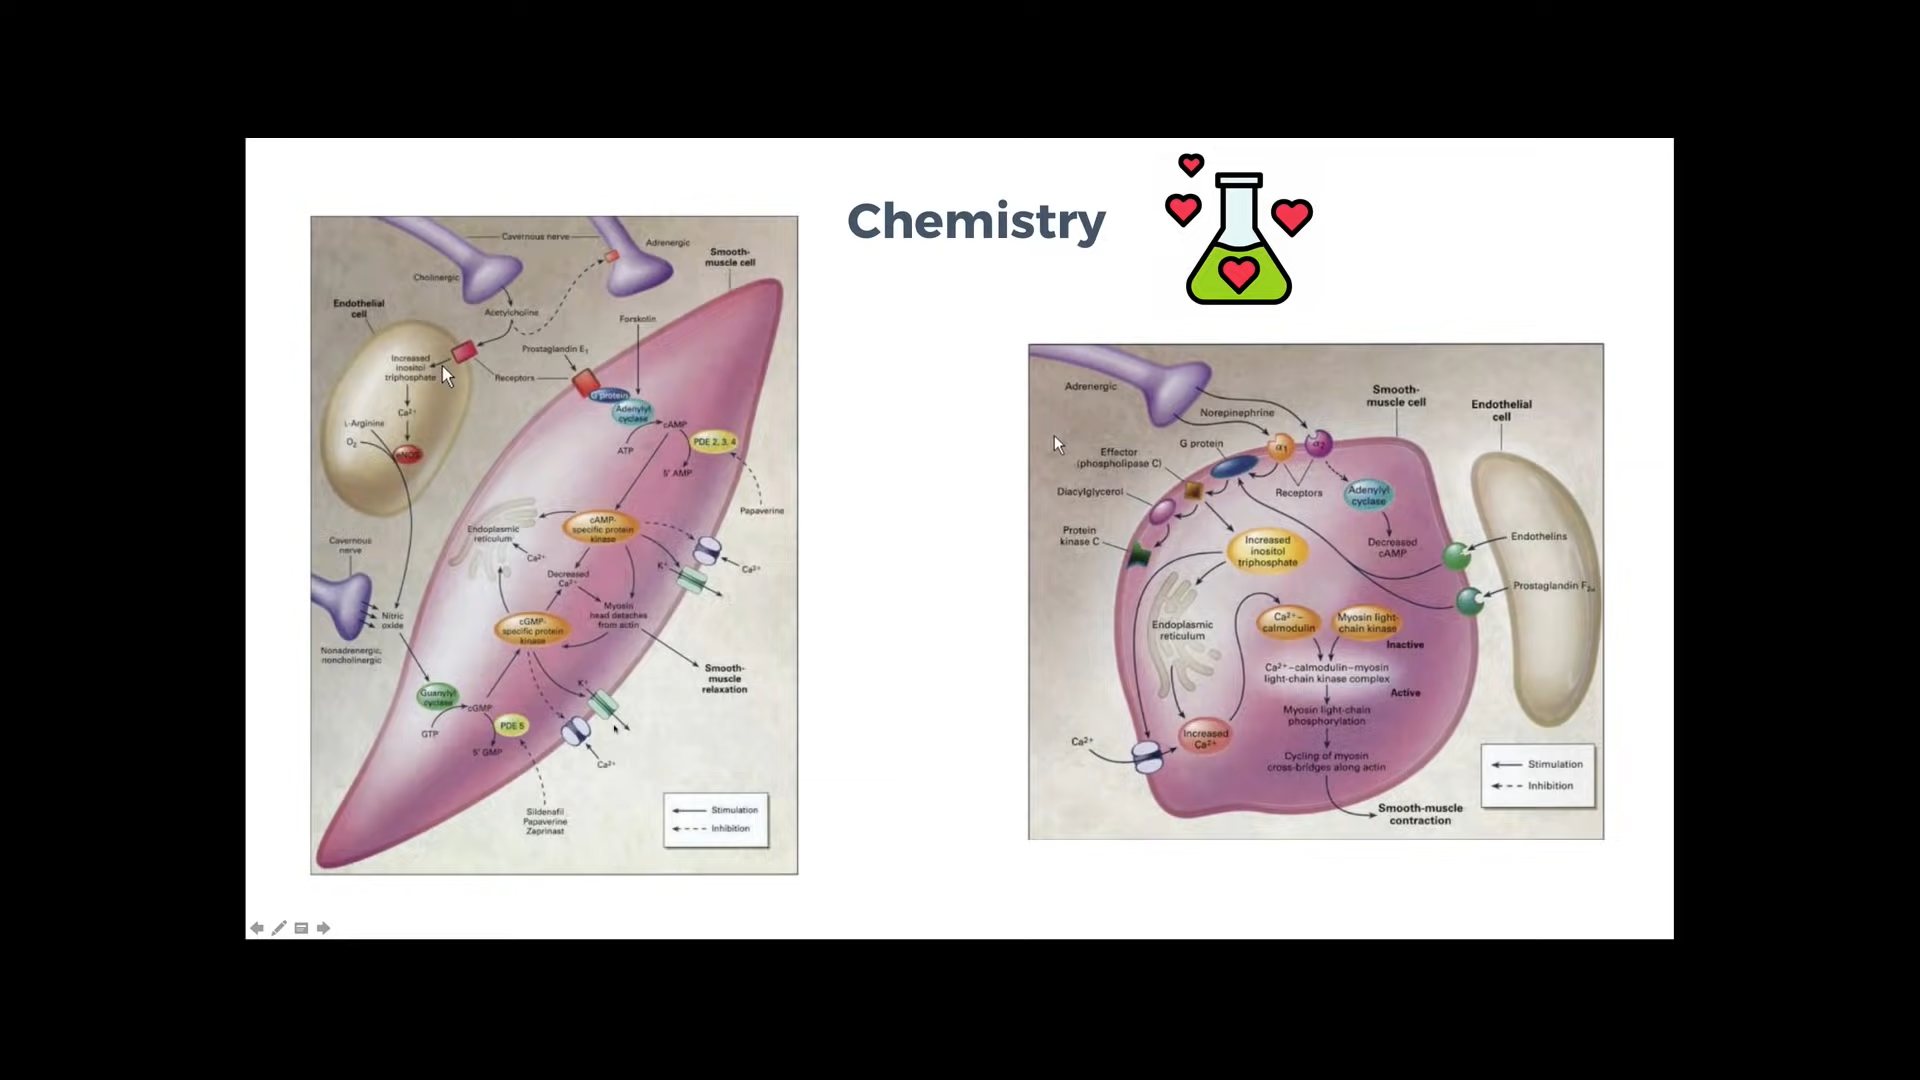 Chemistry
Cavernous nerve
Adrenergic
Smooth-
muscle cell
Cholinergic
Endothelial
cell
Acetylcholine
Forskolin
Prostaglandin E₁
Increased
inositol
triphosphate
Receptors
G protein
Adenylyl
cyclase
cAMP
Ca²⁺
L-Arginine
O₂
eNOS
PDE 2, 3, 4
ATP
5' AMP
Papaverine
cAMP-
specific protein
kinase
Endoplasmic
reticulum
Ca²⁺
K⁺
Ca²⁺
Cavernous
nerve
Decreased
Ca²⁺
Myosin
head detaches
from actin
Nitric
oxide
cGMP-
specific protein
kinase
Nonadrenergic,
noncholinergic
Smooth-
muscle
relaxation
Guanylyl
cyclase
cGMP
K⁺
GTP
PDE 5
5' GMP
Ca²⁺
Sildenafil
Papaverine
Zaprinast
Stimulation
Inhibition
Adrenergic
Norepinephrine
Smooth-
muscle cell
Endothelial
cell
G protein
α₁
α₂
Effector
(phospholipase C)
Receptors
Adenylyl
cyclase
Diacylglycerol
Protein
kinase C
Increased
inositol
triphosphate
Decreased
cAMP
Endothelins
Prostaglandin F₂α
Endoplasmic
reticulum
Ca²⁺–
calmodulin
Myosin light-
chain kinase
Inactive
Ca²⁺–calmodulin–myosin
light-chain kinase complex
Active
Myosin light-chain
phosphorylation
Ca²⁺
Increased
Ca²⁺
Cycling of myosin
cross-bridges along actin
Smooth-muscle
contraction
Stimulation
Inhibition